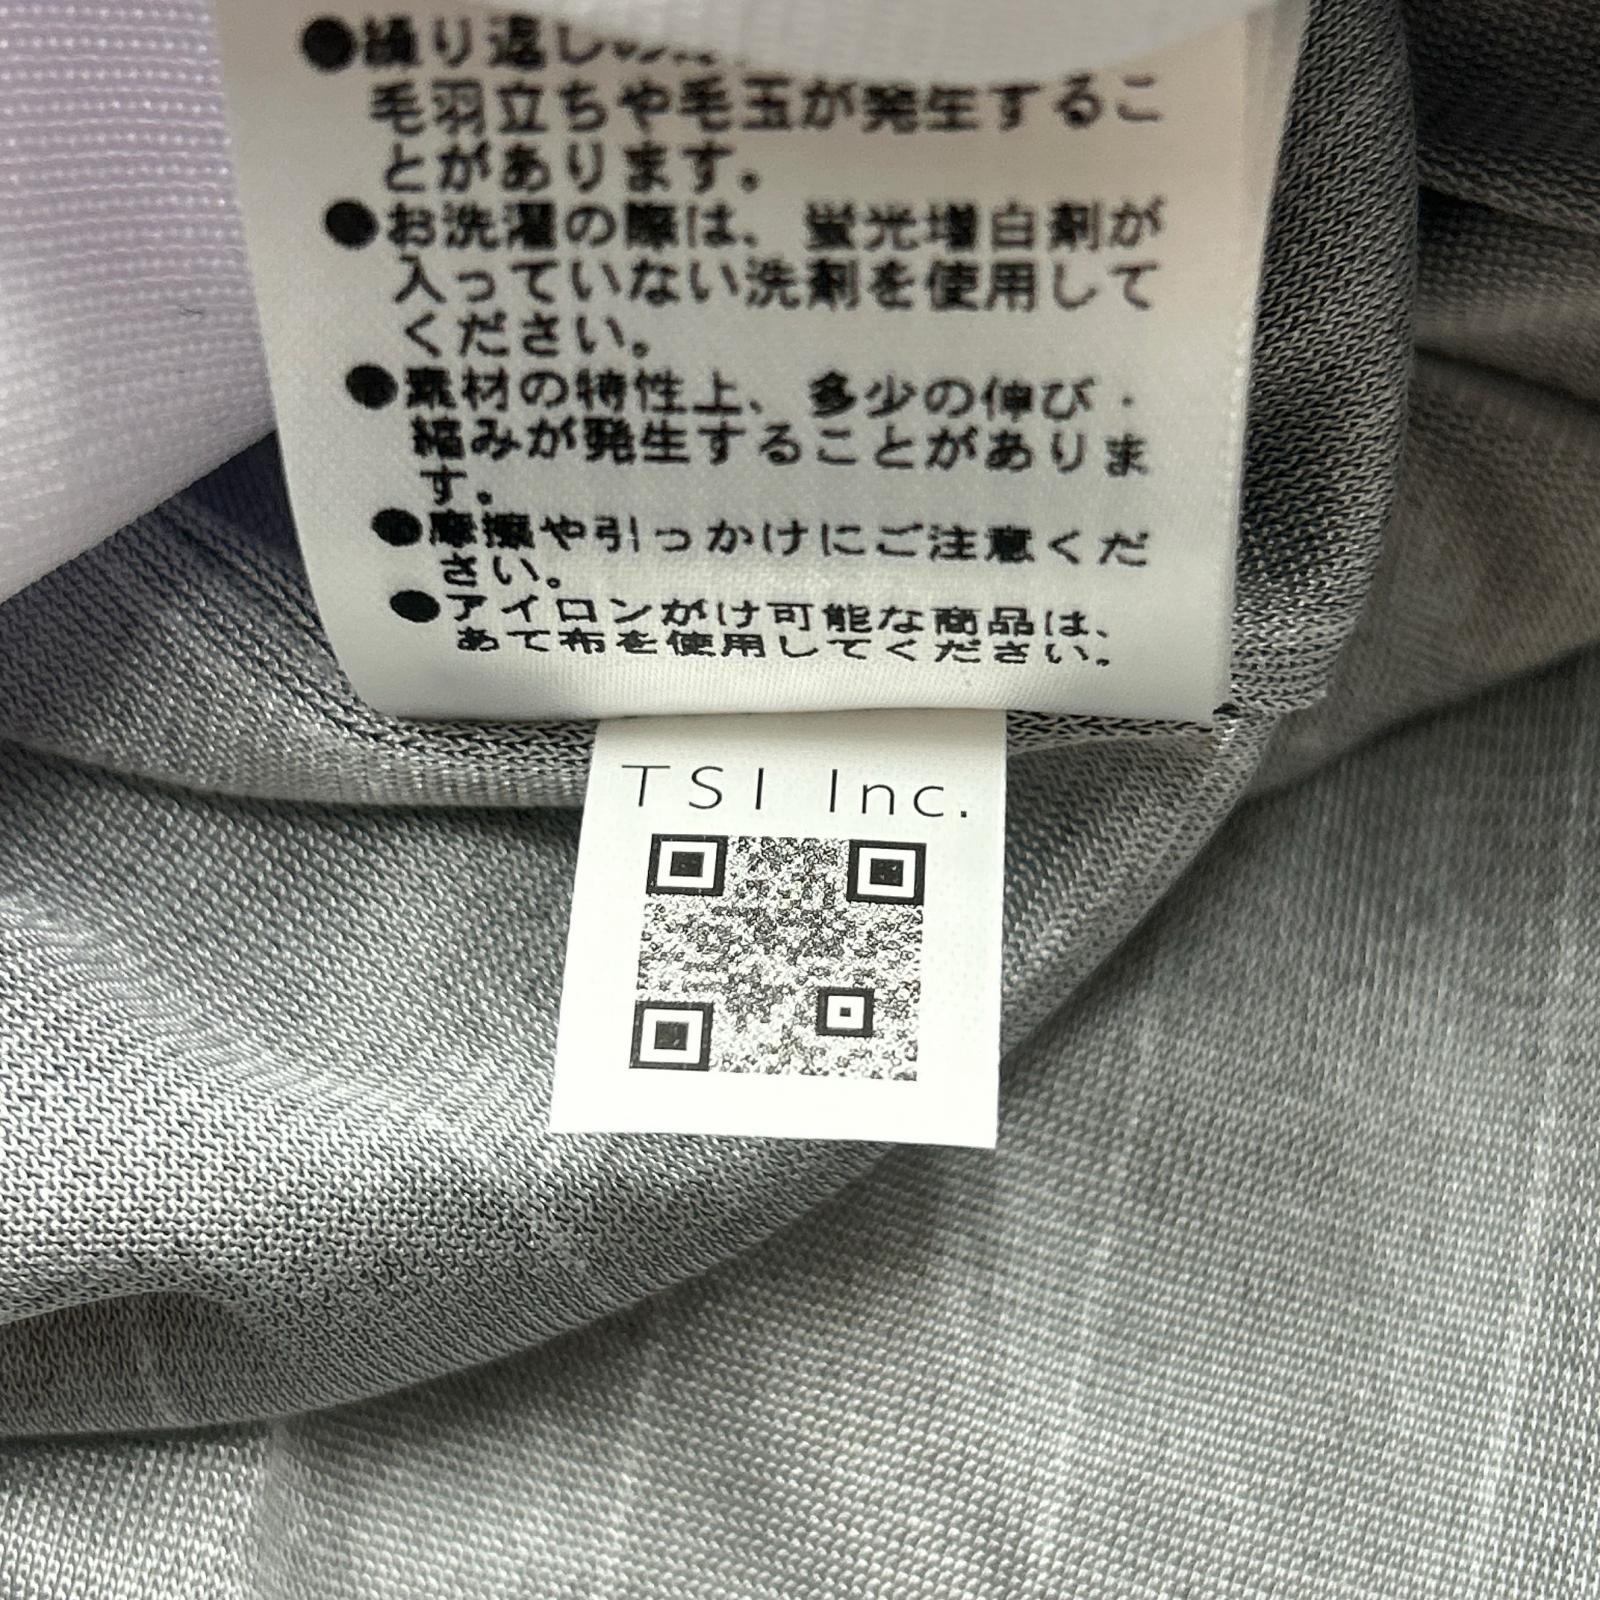 ●繰り返しの
毛羽立ちや毛玉が発生するこ
とがあります。
●お洗濯の際は、蛍光増白剤が
入っていない洗剤を使用して
ください。
●素材の特性上、多少の伸び・
縮みが発生することがありま
す。
●摩擦や引っかけにご注意くだ
さい。
●アイロンがけ可能な商品は、
あて布を使用してください。
TSI Inc.